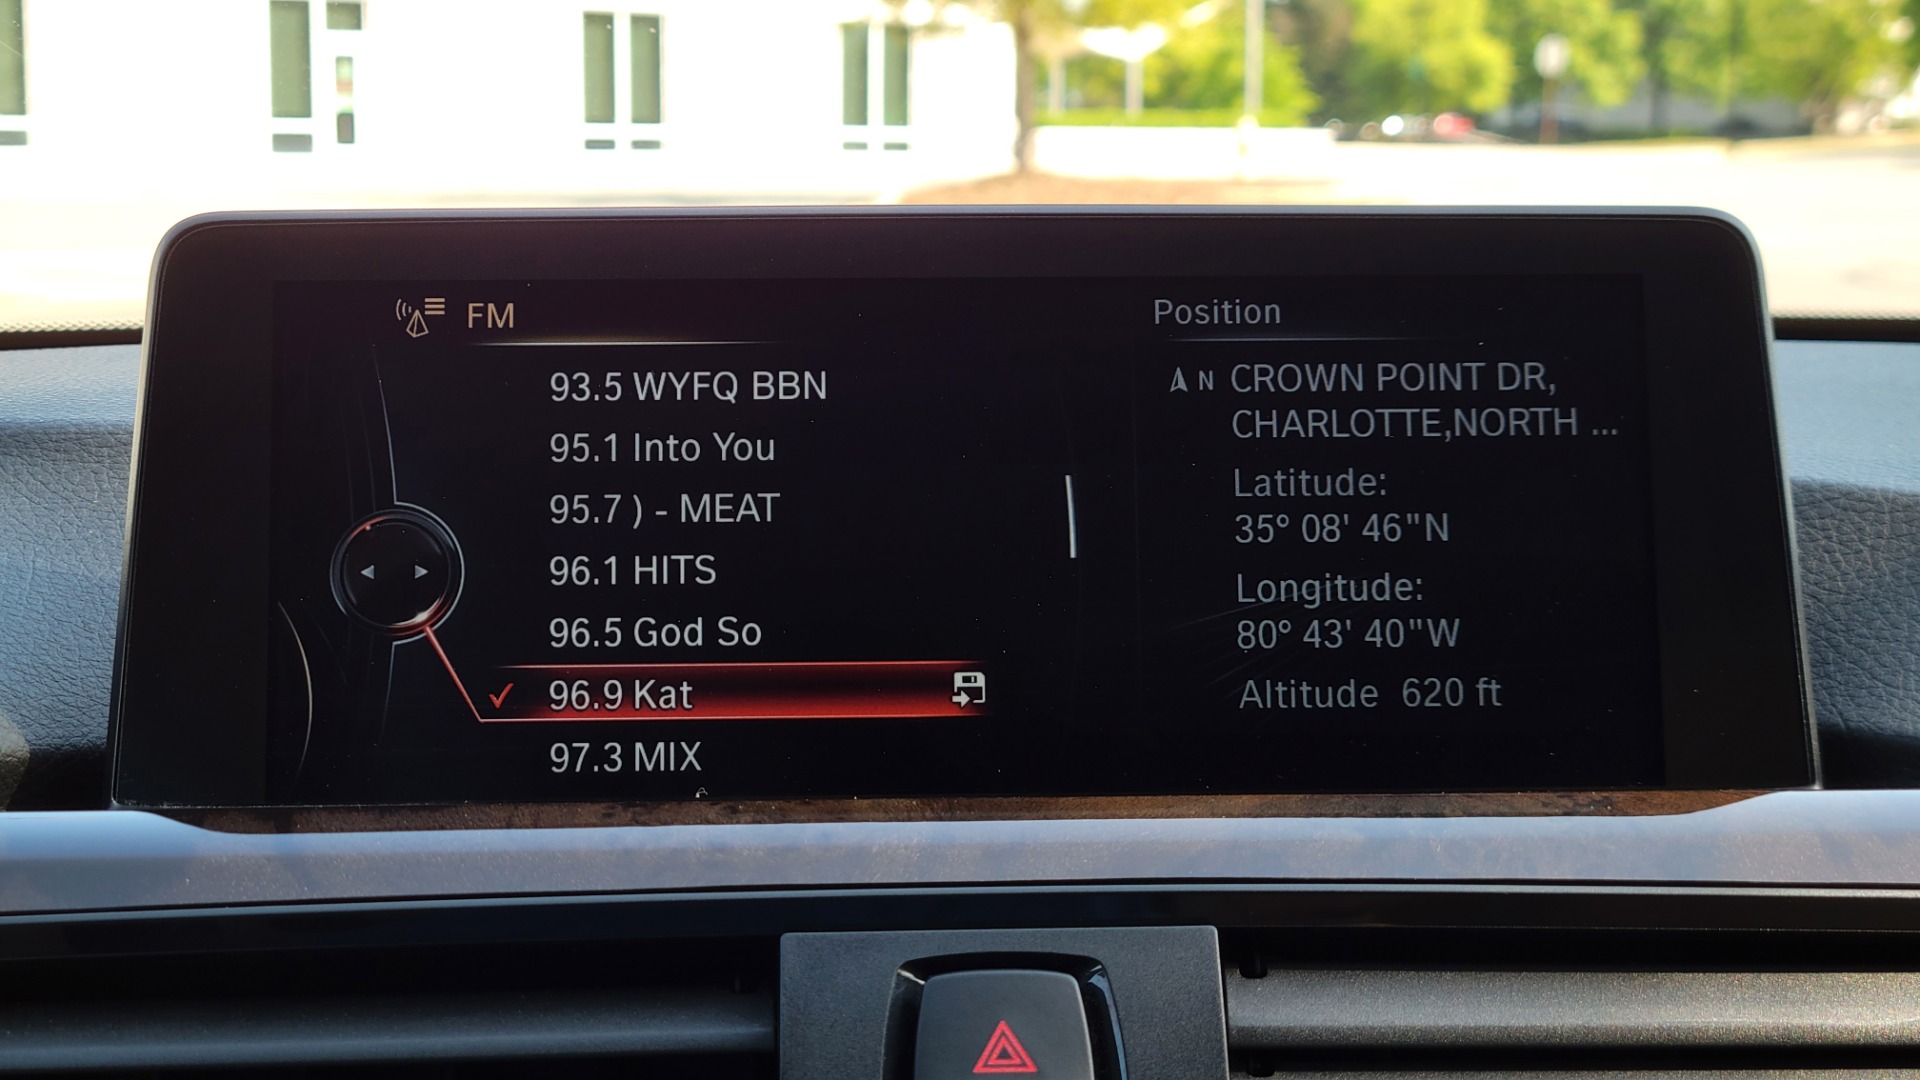 FM
93.5 WYFQ BBN
95.1 Into You
95.7 ) - MEAT
96.1 HITS
96.5 God So
96.9 Kat
97.3 MIX
Position
N CROWN POINT DR,
CHARLOTTE,NORTH ...
Latitude:
35° 08' 46"N
Longitude:
80° 43' 40"W
Altitude 620 ft